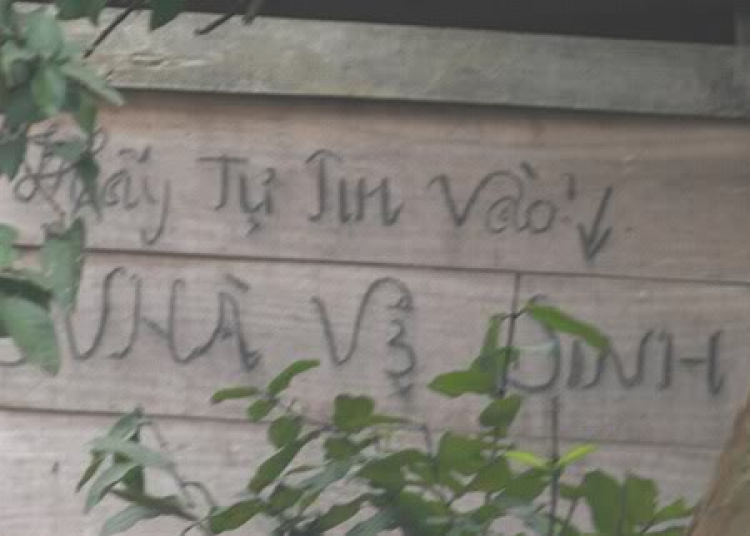 Hãy Tự Tin Vào!
NHÀ VỆ SINH